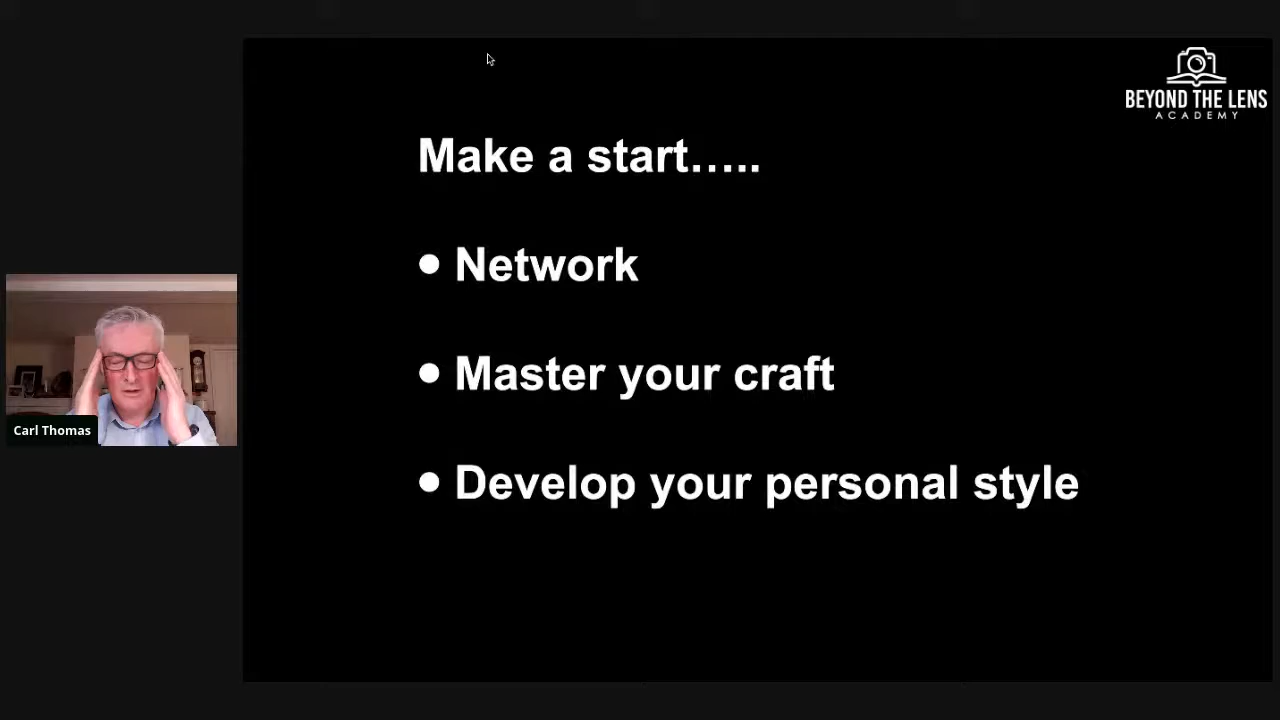 BEYOND THE LENS
ACADEMY
Make a start…..
• Network
• Master your craft
• Develop your personal style
Carl Thomas